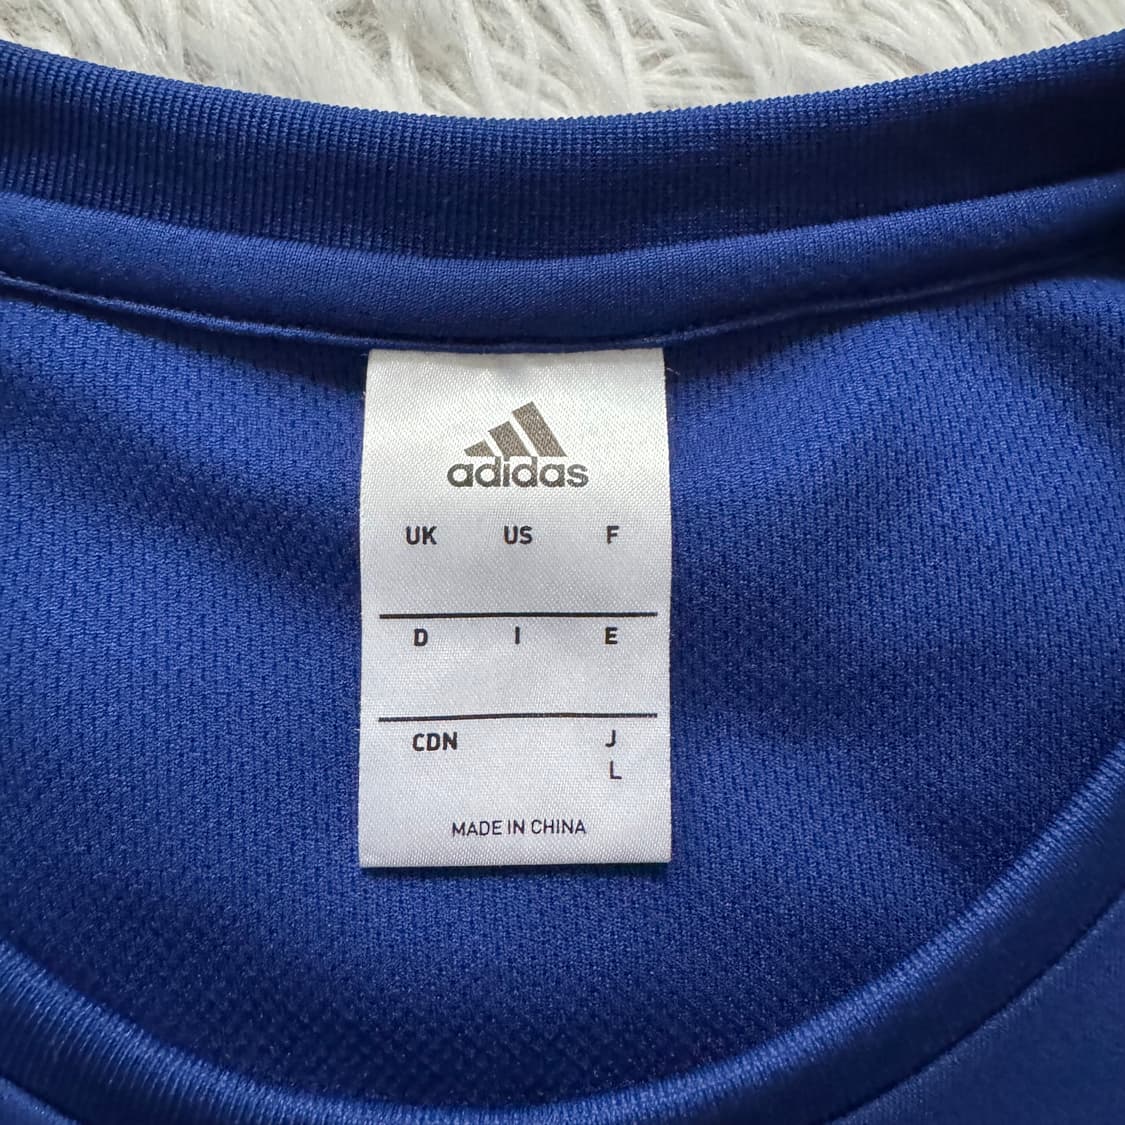 adidas
UK US F
D I E
CDN J
L
MADE IN CHINA